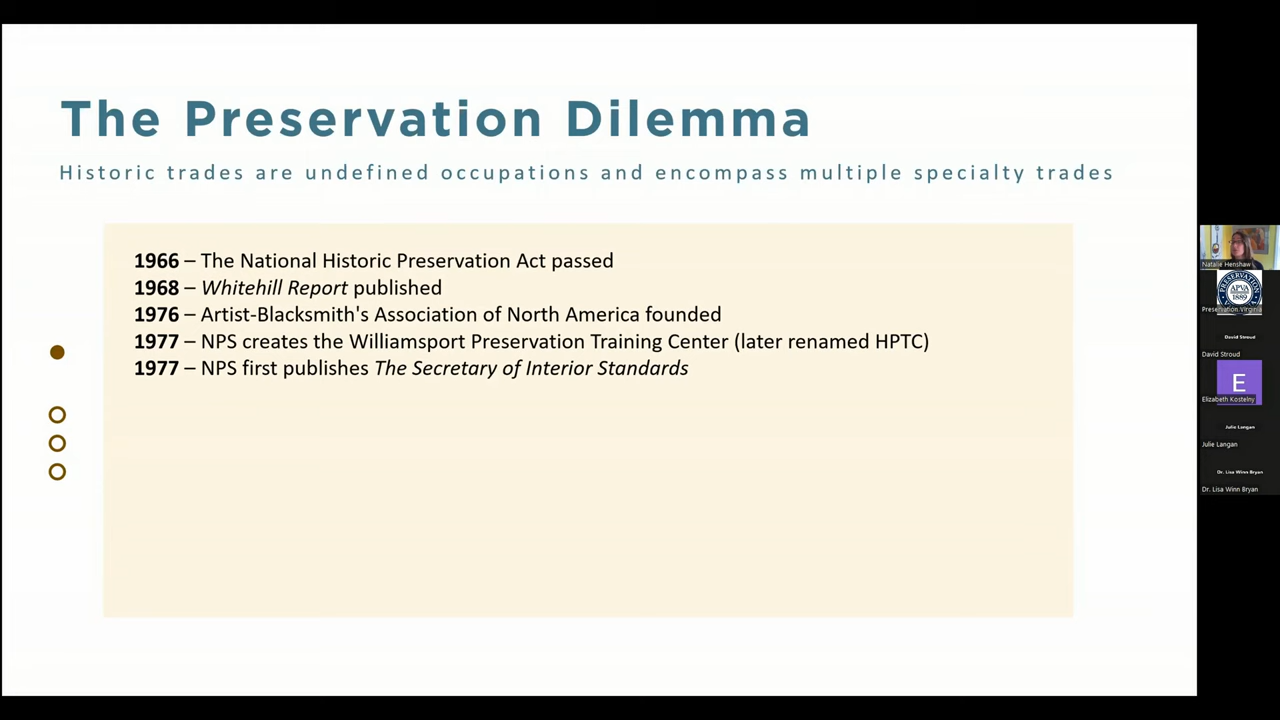 The Preservation Dilemma
Historic trades are undefined occupations and encompass multiple specialty trades
1966 – The National Historic Preservation Act passed
1968 – Whitehill Report published
1976 – Artist-Blacksmith's Association of North America founded
1977 – NPS creates the Williamsport Preservation Training Center (later renamed HPTC)
1977 – NPS first publishes The Secretary of Interior Standards
Natalie Henshaw
PRESERVATION
APVA
1889
Preservation Virginia
David Stroud
David Stroud
E
Elizabeth Kostelny
Julie Langan
Julie Langan
Dr. Lisa Winn Bryan
Dr. Lisa Winn Bryan